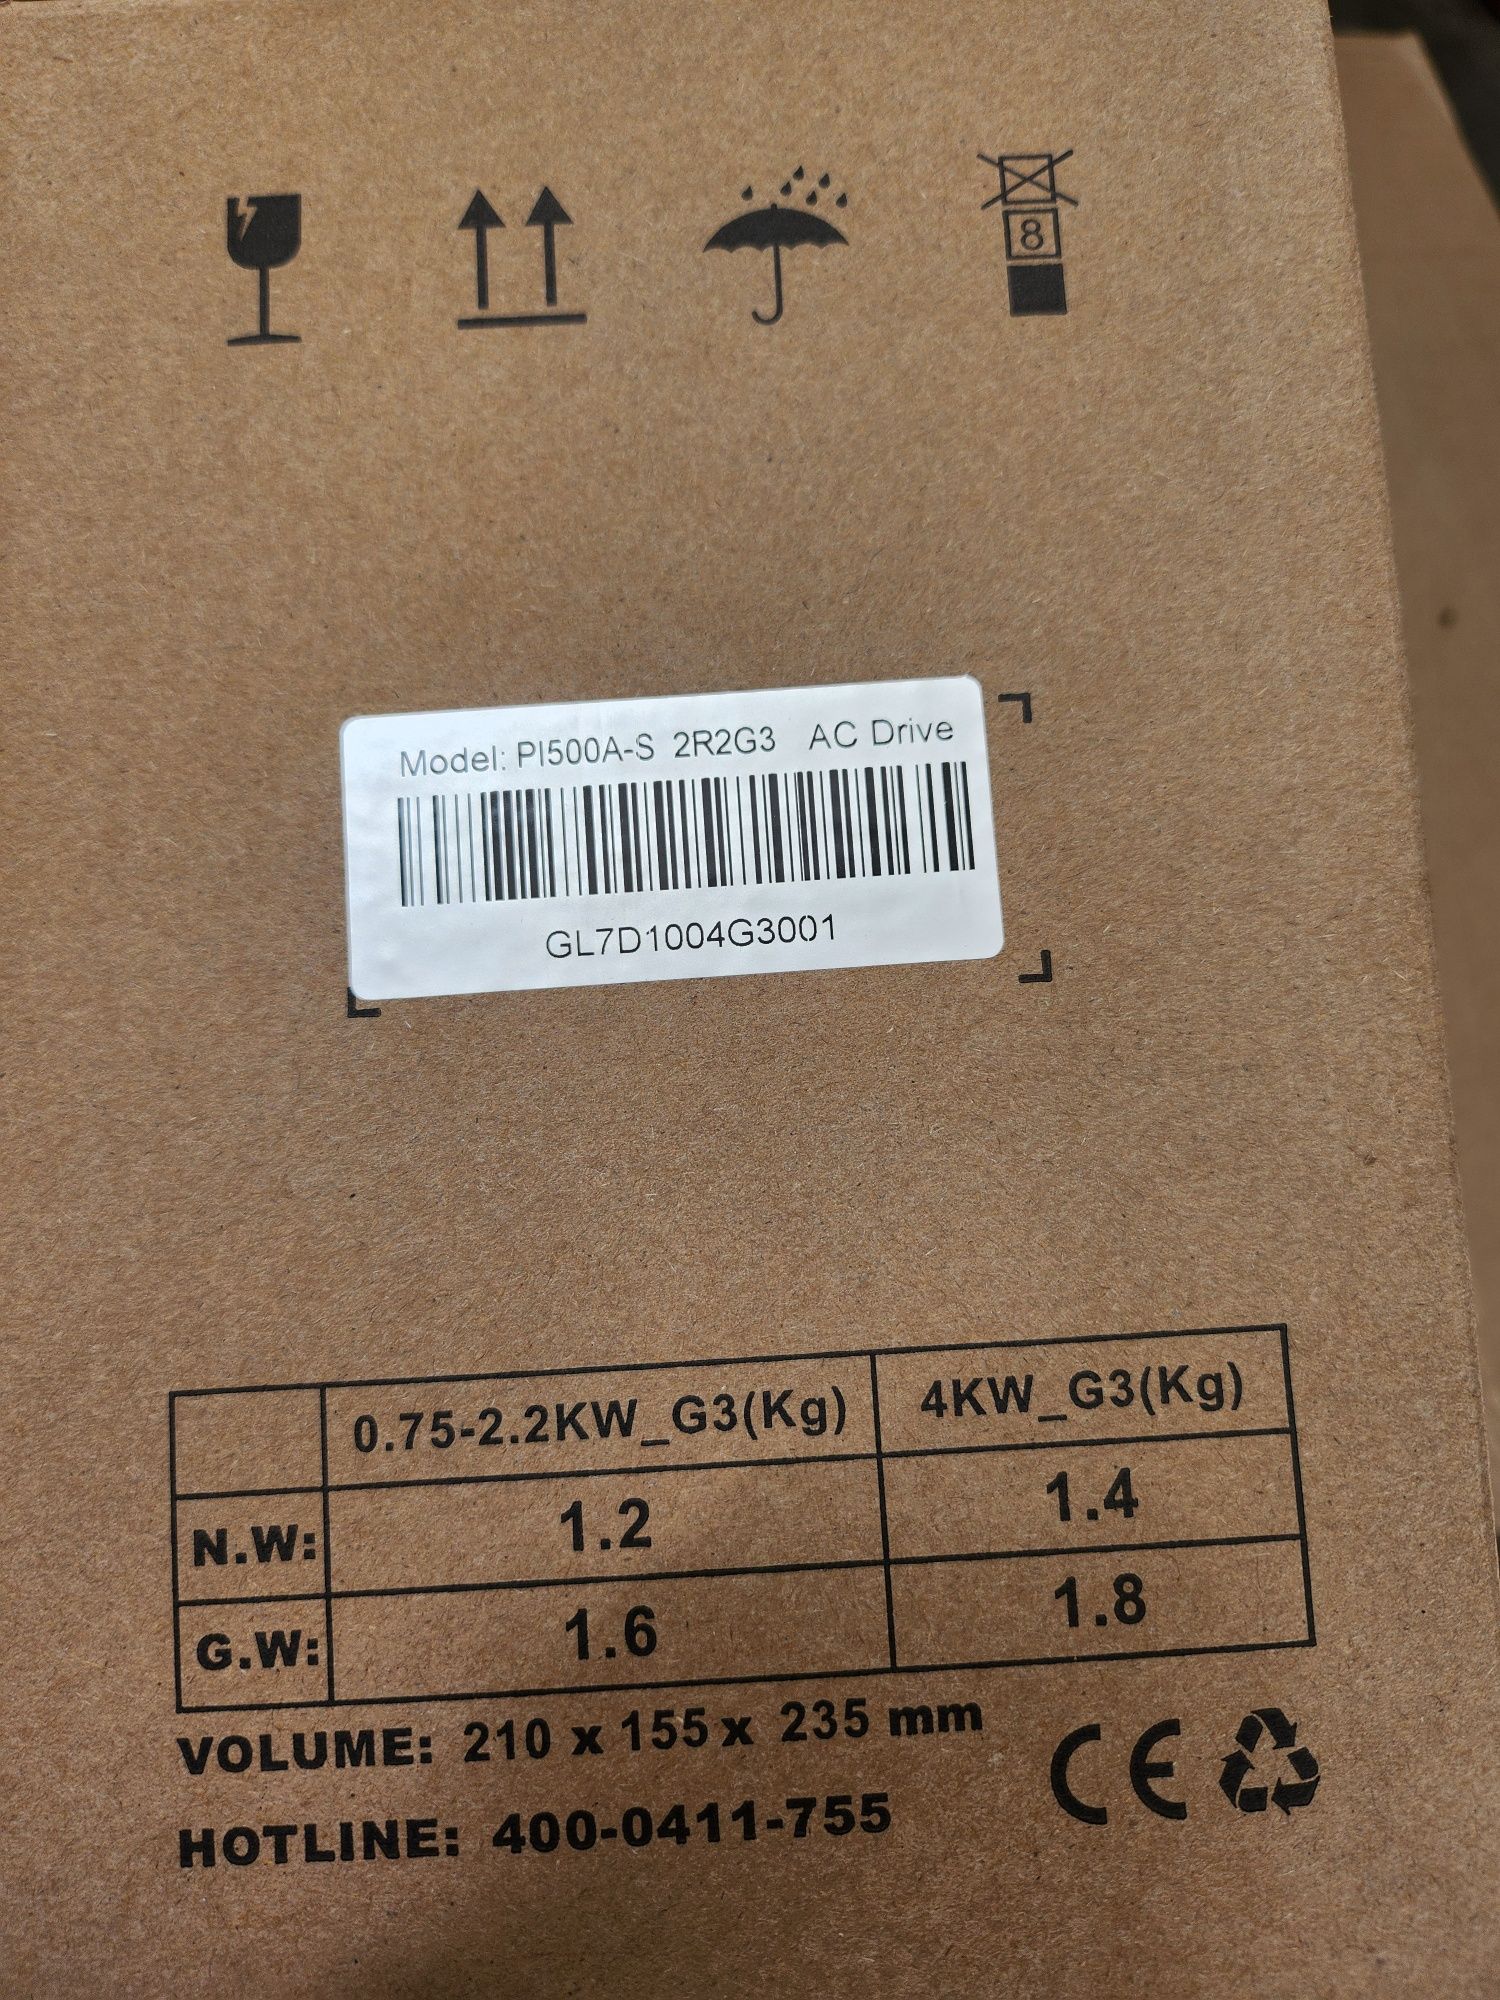 8
Model: PI500A-S 2R2G3 AC Drive
GL7D1004G3001
0.75-2.2KW_G3(Kg) 4KW_G3(Kg)
N.W: 1.2 1.4
G.W: 1.6 1.8
VOLUME: 210 x 155 x 235 mm
HOTLINE: 400-0411-755
CE